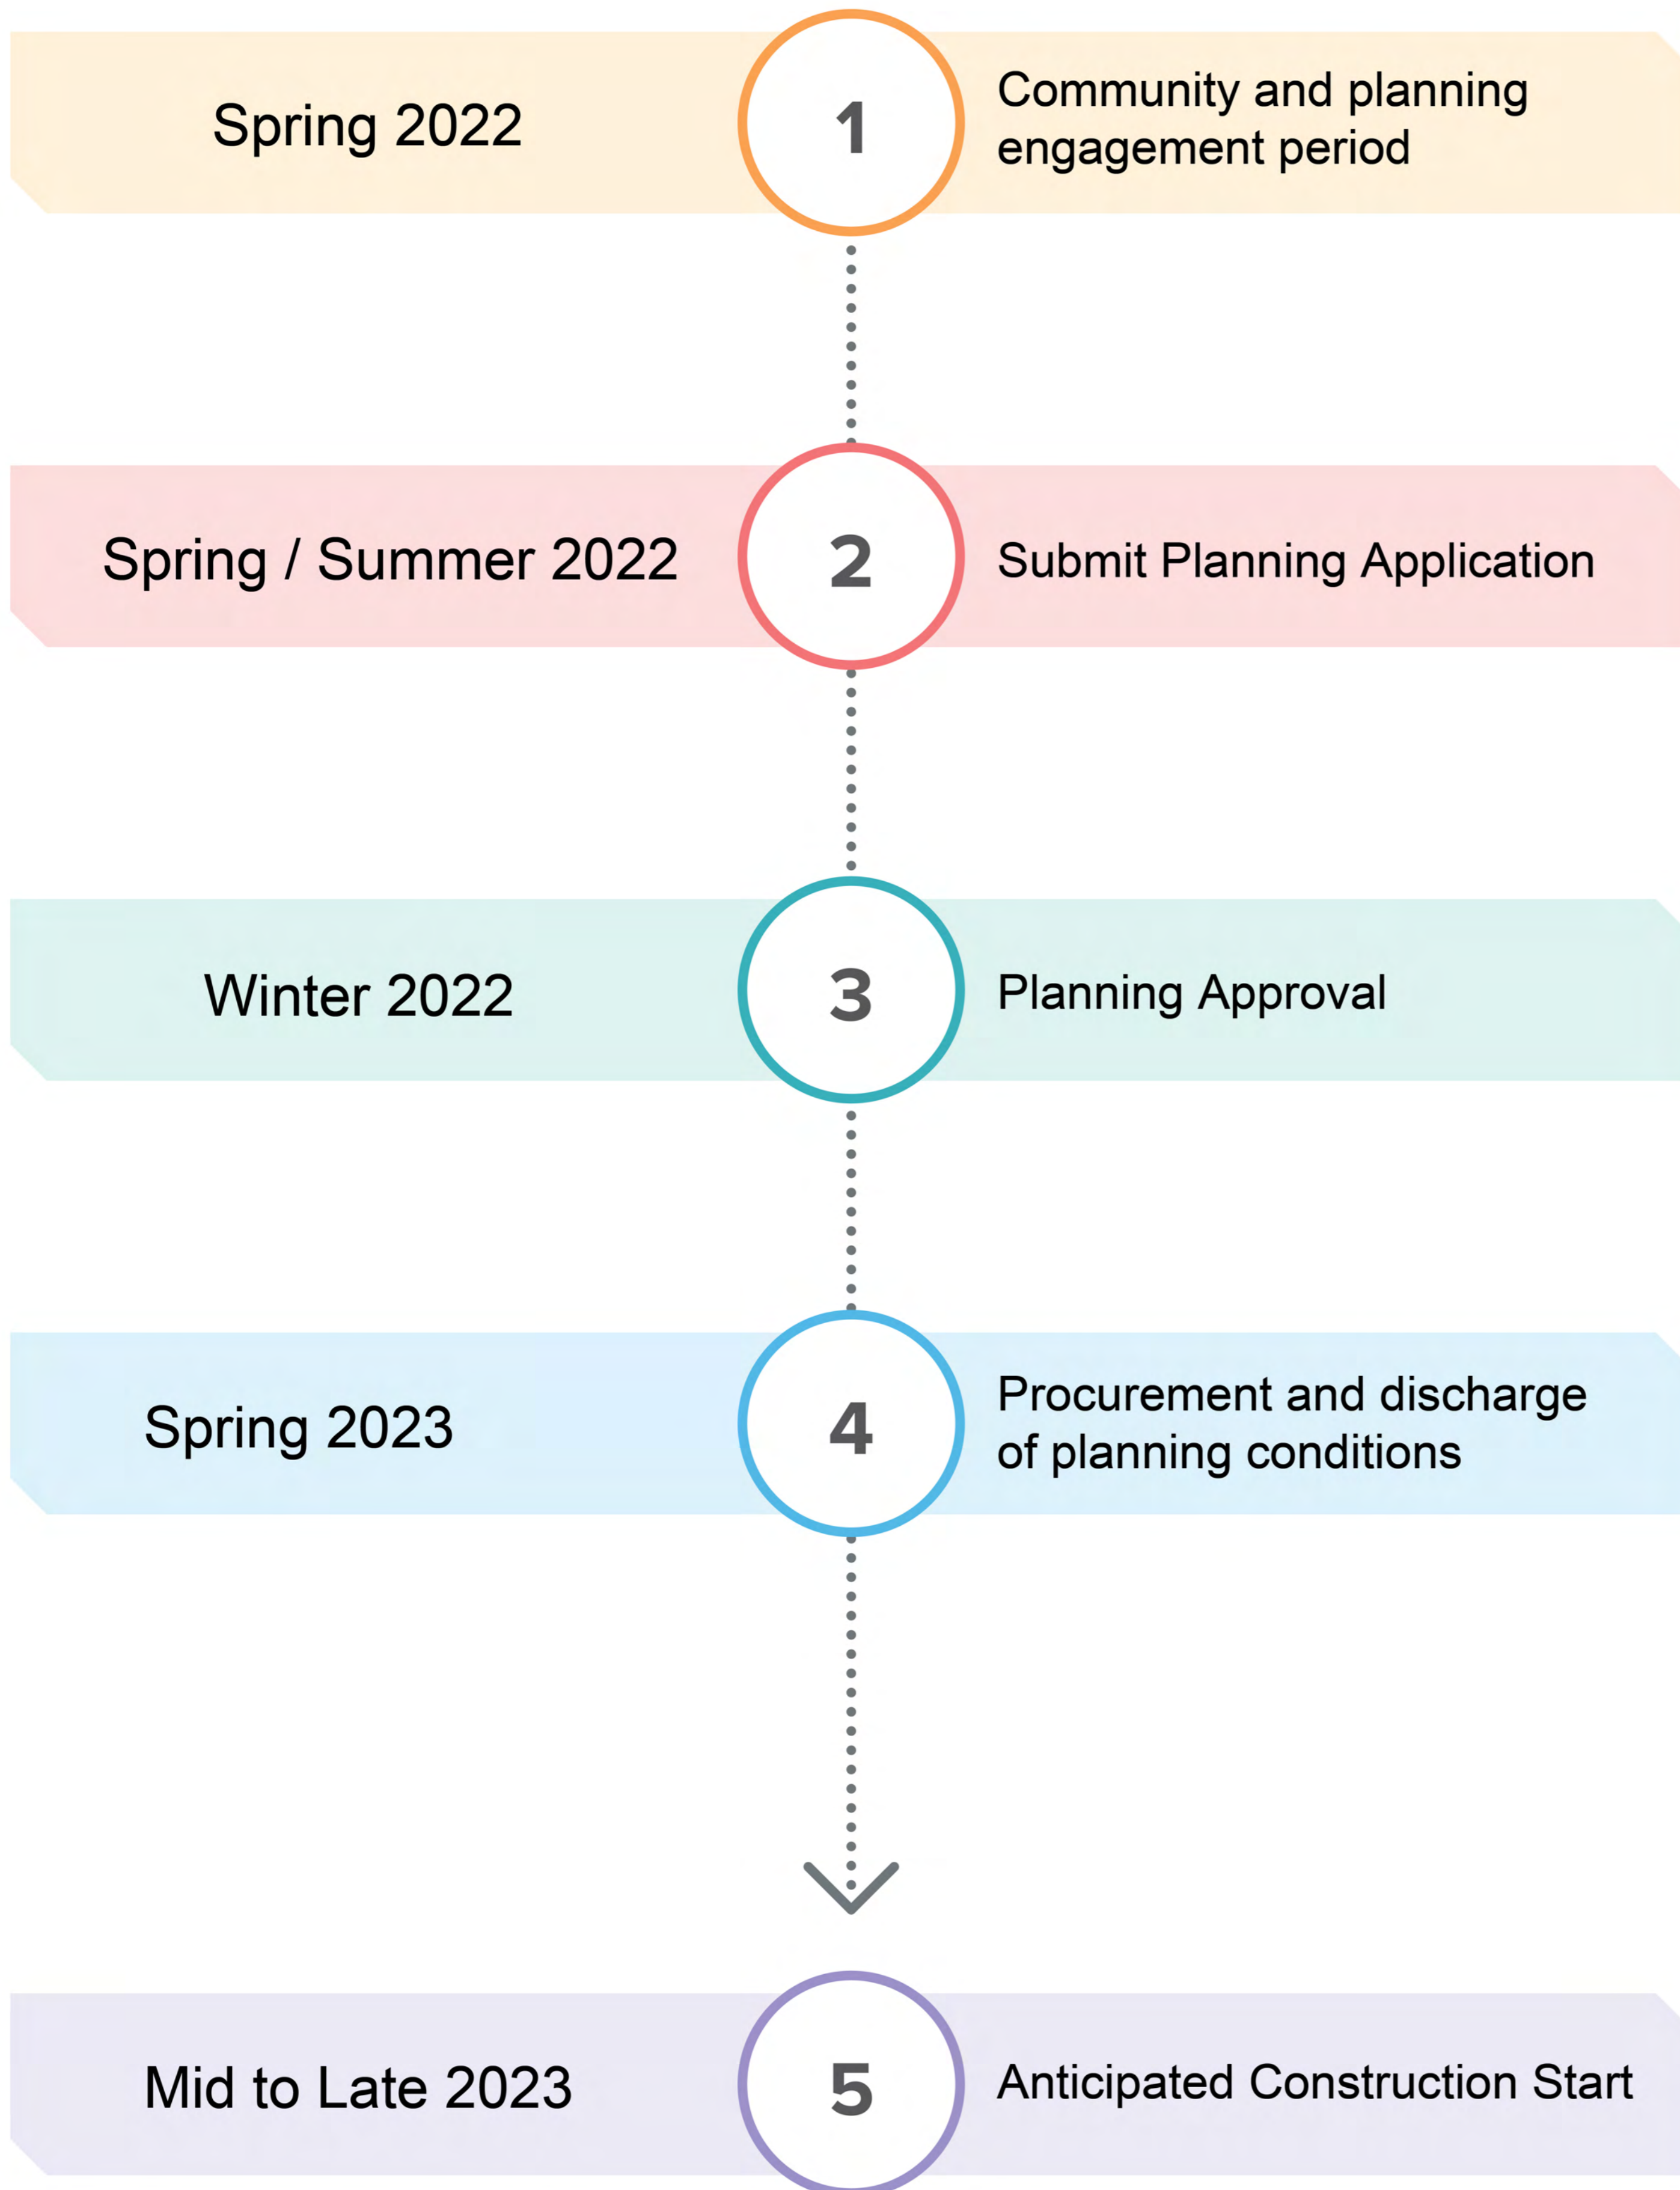 Spring 2022
1
Community and planning
engagement period
Spring / Summer 2022
2
Submit Planning Application
Winter 2022
3
Planning Approval
Spring 2023
4
Procurement and discharge
of planning conditions
Mid to Late 2023
5
Anticipated Construction Start